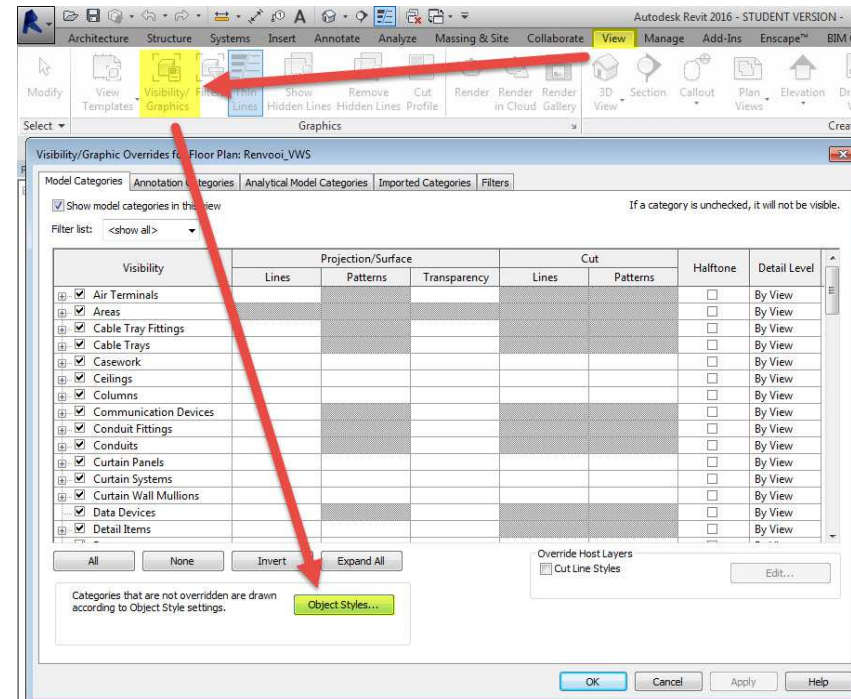 Autodesk Revit 2016 - STUDENT VERSION -
Architecture Structure Systems Insert Annotate Analyze Massing & Site Collaborate View Manage Add-Ins Enscape™ BIM
Modify View Templates Visibility/ Graphics Thin Lines Show Hidden Lines Remove Hidden Lines Cut Profile Render Render in Cloud Render Gallery 3D View Section Callout Plan Views Elevation
Select Graphics Crea
Visibility/Graphic Overrides for Floor Plan: Renvooi_VWS
Model Categories Annotation Categories Analytical Model Categories Imported Categories Filters
Show model categories in this view If a category is unchecked, it will not be visible.
Filter list: <show all>
Visibility Projection/Surface Cut Halftone Detail Level
Lines Patterns Transparency Lines Patterns
Air Terminals By View
Areas By View
Cable Tray Fittings By View
Cable Trays By View
Casework By View
Ceilings By View
Columns By View
Communication Devices By View
Conduit Fittings By View
Conduits By View
Curtain Panels By View
Curtain Systems By View
Curtain Wall Mullions By View
Data Devices By View
Detail Items By View
All None Invert Expand All Override Host Layers
Cut Line Styles Edit...
Categories that are not overridden are drawn
according to Object Style settings. Object Styles...
OK Cancel Apply Help